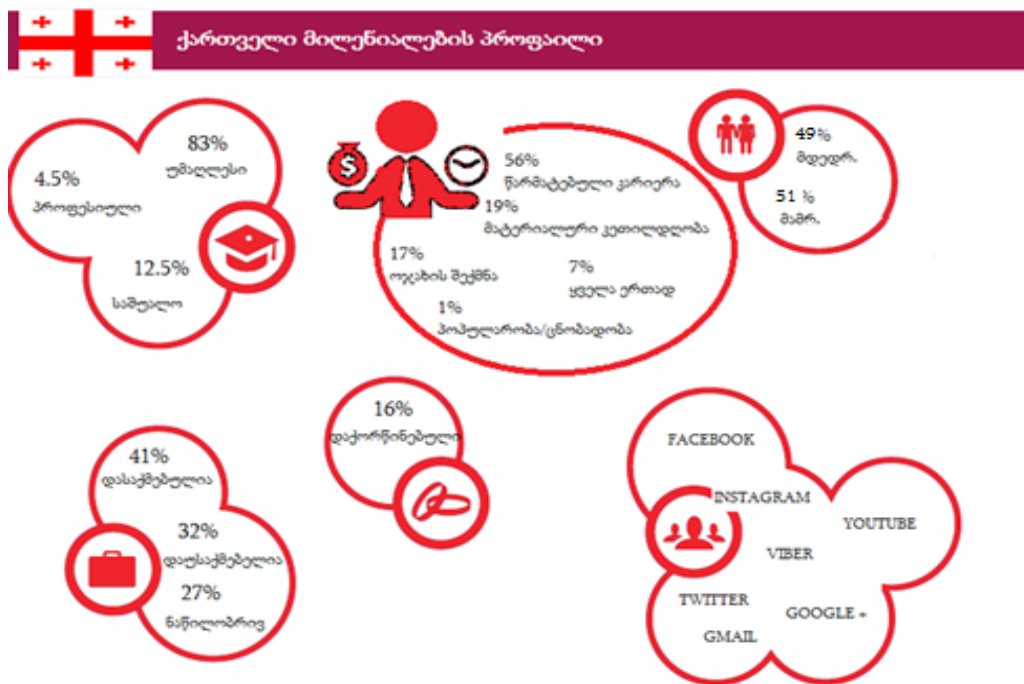 ქართველი მილენიალების პროფაილი
83%
უმაღლესი
4.5%
პროფესიული
12.5%
საშუალო
56%
წარმატებული კარიერა
19%
მატერიალური კეთილდღობა
17%
ოჯახის შექმნა
7%
ყველა ერთად
1%
პოპულარობა/ცნობადობა
49%
მდედრ.
51 %
მამრ.
41%
დასაქმებულია
32%
დაუსაქმებელია
27%
ნაწილობრივ
16%
დაქორწინებული
FACEBOOK
INSTAGRAM
YOUTUBE
VIBER
TWITTER
GOOGLE +
GMAIL